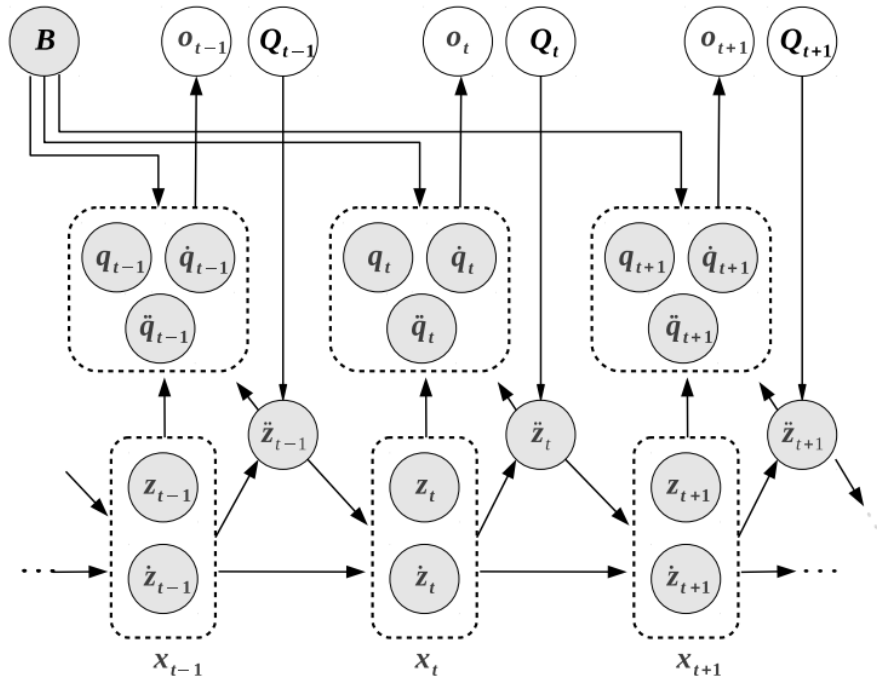 B o_{t−1} Q_{t−1} o_t Q_t o_{t+1} Q_{t+1}
q_{t−1} q̇_{t−1} q_t q̇_t q_{t+1} q̇_{t+1}
q̈_{t−1} q̈_t q̈_{t+1}
z̈_{t−1} z̈_t z̈_{t+1}
z_{t−1} z_t z_{t+1}
... ż_{t−1} ż_t ż_{t+1} ....
x_{t−1} x_t x_{t+1}